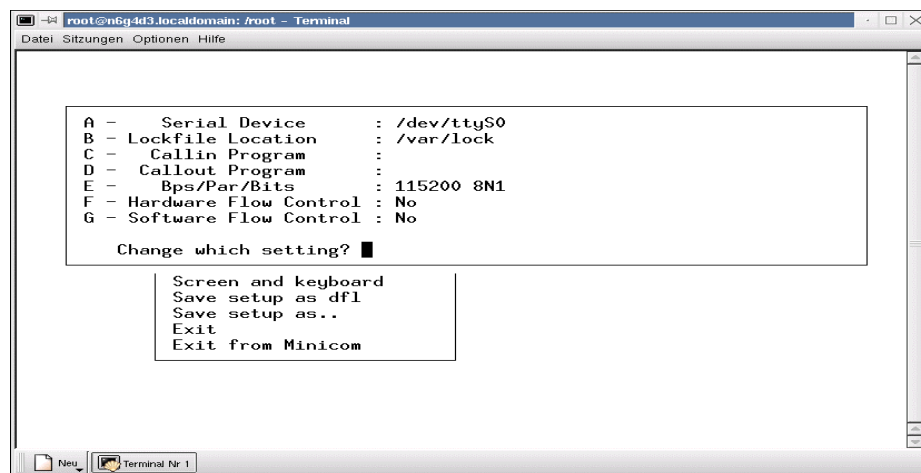 root@n6g4d3.localdomain: /root - Terminal
Datei Sitzungen Optionen Hilfe
A - Serial Device : /dev/ttyS0
B - Lockfile Location : /var/lock
C - Callin Program :
D - Callout Program :
E - Bps/Par/Bits : 115200 8N1
F - Hardware Flow Control : No
G - Software Flow Control : No
Change which setting?
Screen and keyboard
Save setup as dfl
Save setup as..
Exit
Exit from Minicom
Neu Terminal Nr 1